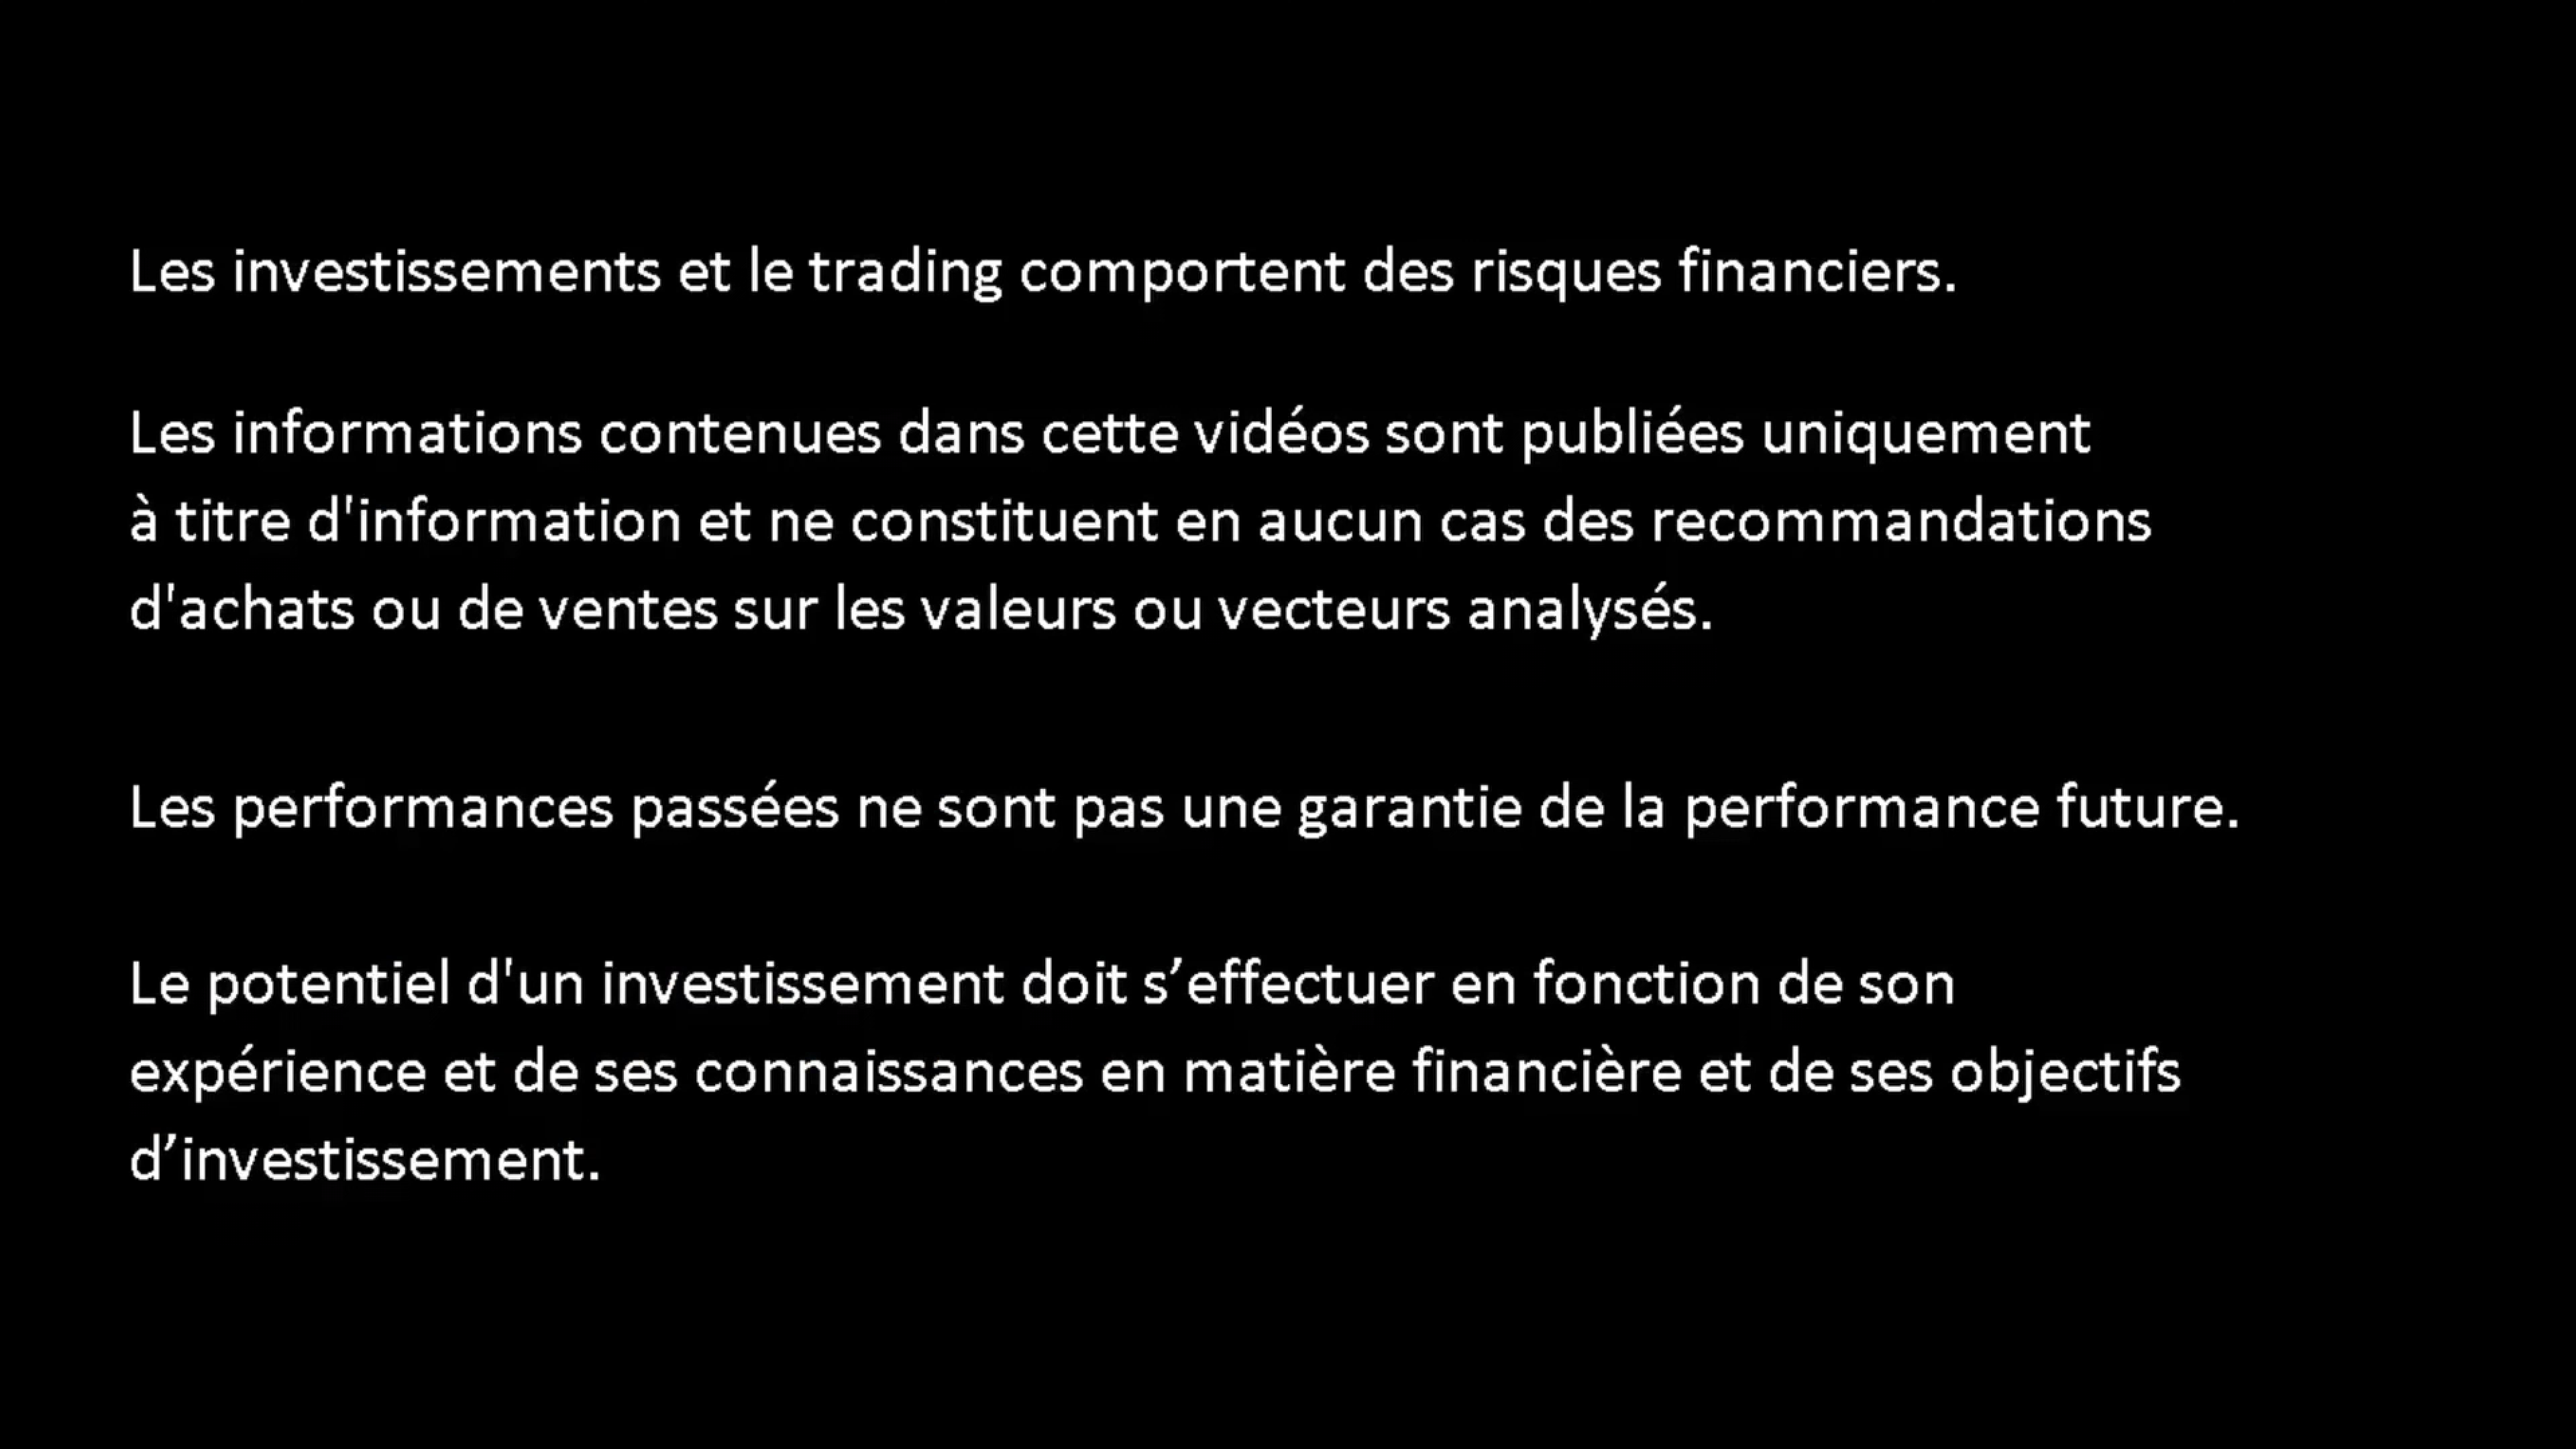 Les investissements et le trading comportent des risques financiers.
Les informations contenues dans cette vidéos sont publiées uniquement
à titre d'information et ne constituent en aucun cas des recommandations
d'achats ou de ventes sur les valeurs ou vecteurs analysés.
Les performances passées ne sont pas une garantie de la performance future.
Le potentiel d'un investissement doit s’effectuer en fonction de son
expérience et de ses connaissances en matière financière et de ses objectifs
d’investissement.